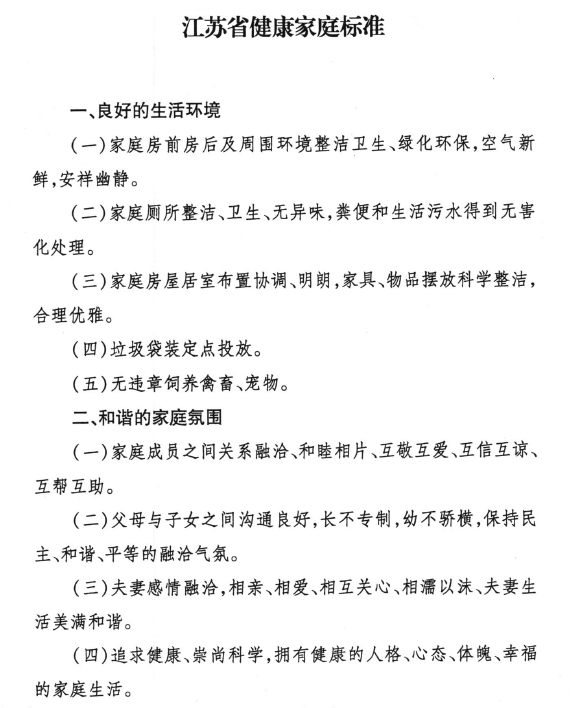 江苏省健康家庭标准
一、良好的生活环境
(一)家庭房前房后及周围环境整洁卫生、绿化环保,空气新
鲜,安祥幽静。
(二)家庭厕所整洁、卫生、无异味,粪便和生活污水得到无害
化处理。
(三)家庭房屋居室布置协调、明朗,家具、物品摆放科学整洁,
合理优雅。
(四)垃圾袋装定点投放。
(五)无违章饲养禽畜、宠物。
二、和谐的家庭氛围
(一)家庭成员之间关系融洽、和睦相片、互敬互爱、互信互谅、
互帮互助。
(二)父母与子女之间沟通良好,长不专制,幼不骄横,保持民
主、和谐、平等的融洽气氛。
(三)夫妻感情融洽,相亲、相爱、相互关心、相濡以沫、夫妻生
活美满和谐。
(四)追求健康、崇尚科学,拥有健康的人格、心态、体魄、幸福
的家庭生活。